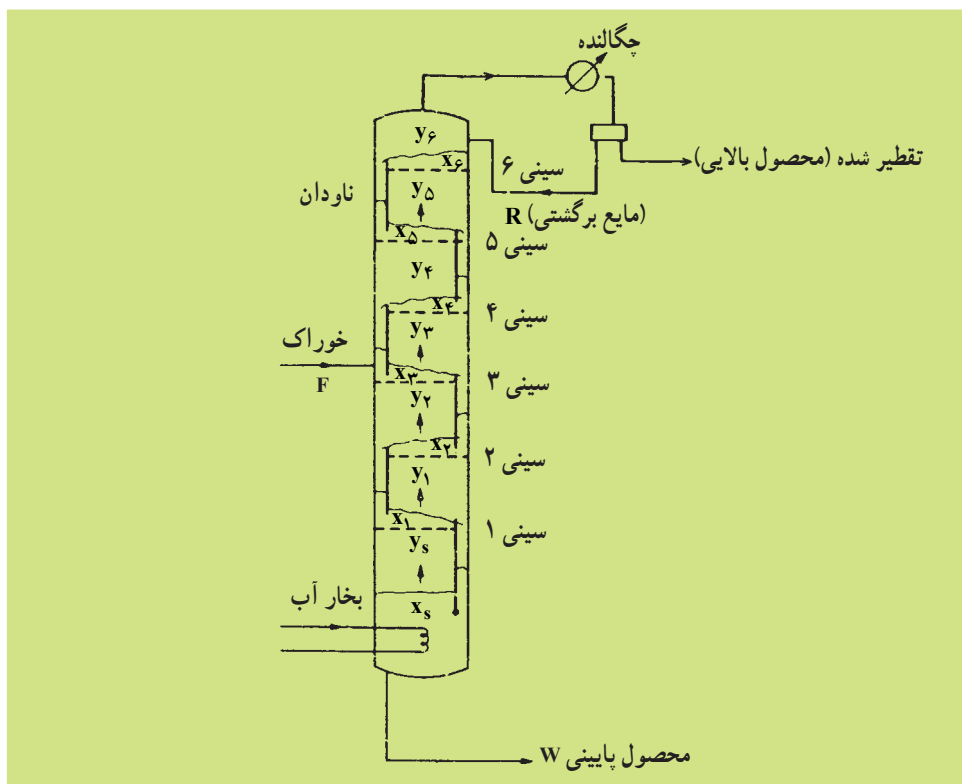 چگالنده
y۶
تقطیر شده (محصول بالایی)
x۶
سینی ۶
ناودان
y۵
R (مایع برگشتی)
x۵
سینی ۵
y۴
x۴
سینی ۴
y۳
خوراک
F
x۳
سینی ۳
y۲
x۲
سینی ۲
y۱
x۱
سینی ۱
ys
بخار آب
xs
محصول پایینی W